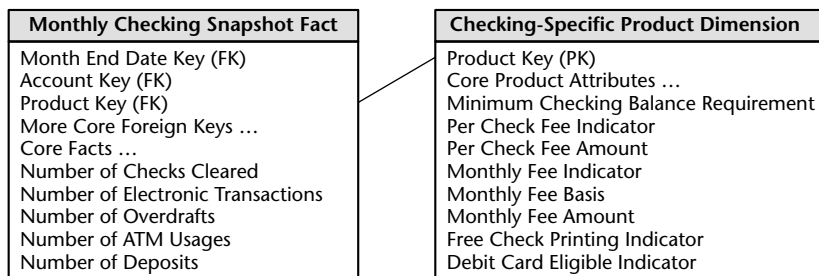 Monthly Checking Snapshot Fact
Month End Date Key (FK)
Account Key (FK)
Product Key (FK)
More Core Foreign Keys …
Core Facts …
Number of Checks Cleared
Number of Electronic Transactions
Number of Overdrafts
Number of ATM Usages
Number of Deposits
Checking-Specific Product Dimension
Product Key (PK)
Core Product Attributes …
Minimum Checking Balance Requirement
Per Check Fee Indicator
Per Check Fee Amount
Monthly Fee Indicator
Monthly Fee Basis
Monthly Fee Amount
Free Check Printing Indicator
Debit Card Eligible Indicator